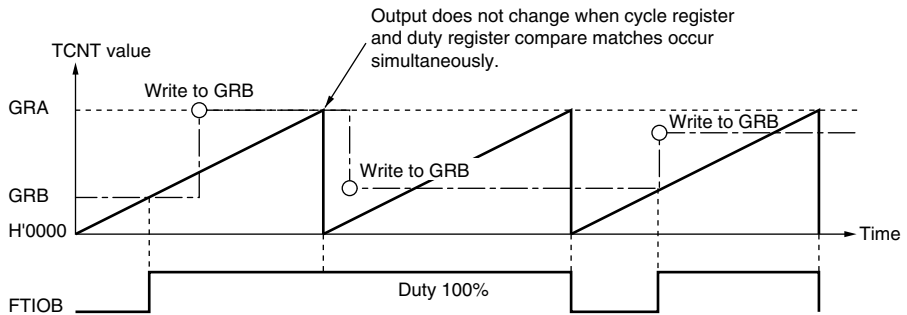 Output does not change when cycle register
and duty register compare matches occur
simultaneously.
TCNT value
Write to GRB
GRA
Write to GRB
Write to GRB
GRB
H'0000
Time
Duty 100%
FTIOB